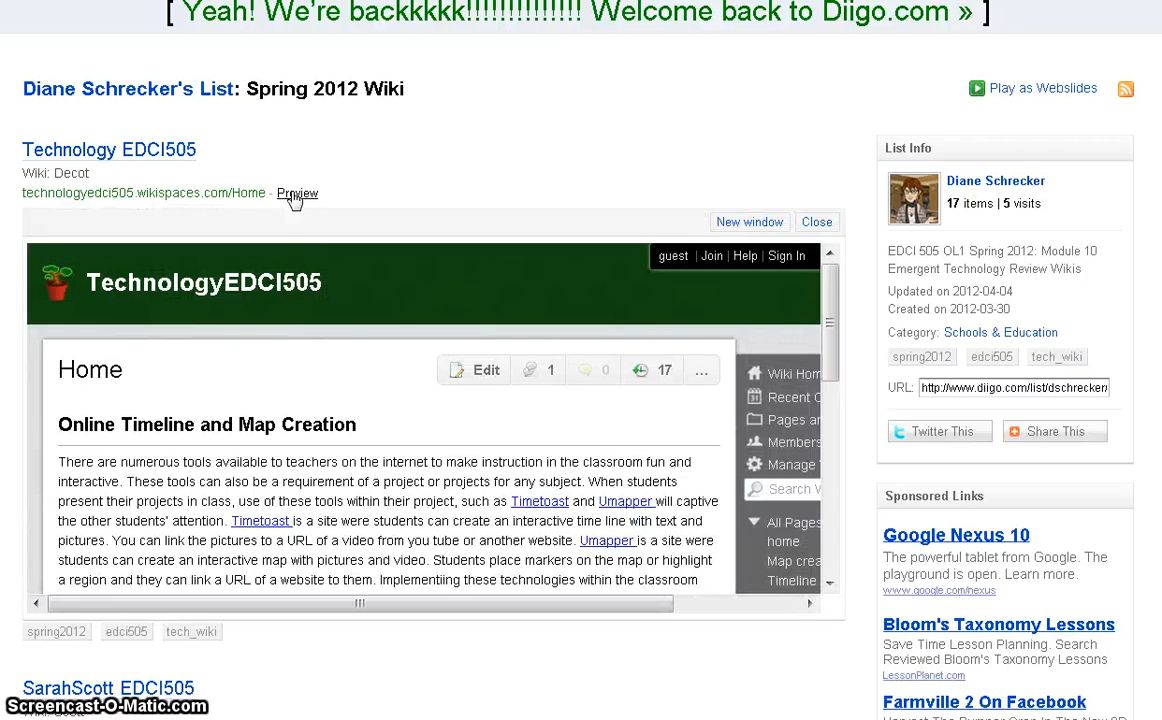 [ Yeah! We're backkkkk!!!!!!!!!!!!!! Welcome back to Diigo.com » ]
Diane Schrecker's List: Spring 2012 Wiki
Play as Webslides
Technology EDCI505
Wiki: Decot
technologyedci505.wikispaces.com/Home - Preview
New window
Close
guest
Join
Help
Sign In
TechnologyEDCI505
Home
Edit
1
0
17
...
Online Timeline and Map Creation
There are numerous tools available to teachers on the internet to make instruction in the classroom fun and
interactive. These tools can also be a requirement of a project or projects for any subject. When students
present their projects in class, use of these tools within their project, such as Timetoast and Umapper will captive
the other students' attention. Timetoast is a site were students can create an interactive time line with text and
pictures. You can link the pictures to a URL of a video from you tube or another website. Umapper is a site were
students can create an interactive map with pictures and video. Students place markers on the map or highlight
a region and they can link a URL of a website to them. Implementiing these technologies within the classroom
Wiki Hom
Recent C
Pages an
Members
Manage
Search W
All Pages
home
Map crea
Timeline
spring2012
edci505
tech_wiki
SarahScott EDCI505
Screencast-O-Matic.com
List Info
Diane Schrecker
17 items | 5 visits
EDCI 505 OL1 Spring 2012: Module 10
Emergent Technology Review Wikis
Updated on 2012-04-04
Created on 2012-03-30
Category: Schools & Education
spring2012
edci505
tech_wiki
URL: http://www.diigo.com/list/dschrecker/
Twitter This
Share This
Sponsored Links
Google Nexus 10
The powerful tablet from Google. The
playground is open. Learn more.
www.google.com/nexus
Bloom's Taxonomy Lessons
Save Time Lesson Planning. Search
Reviewed Bloom's Taxonomy Lessons
LessonPlanet.com
Farmville 2 On Facebook